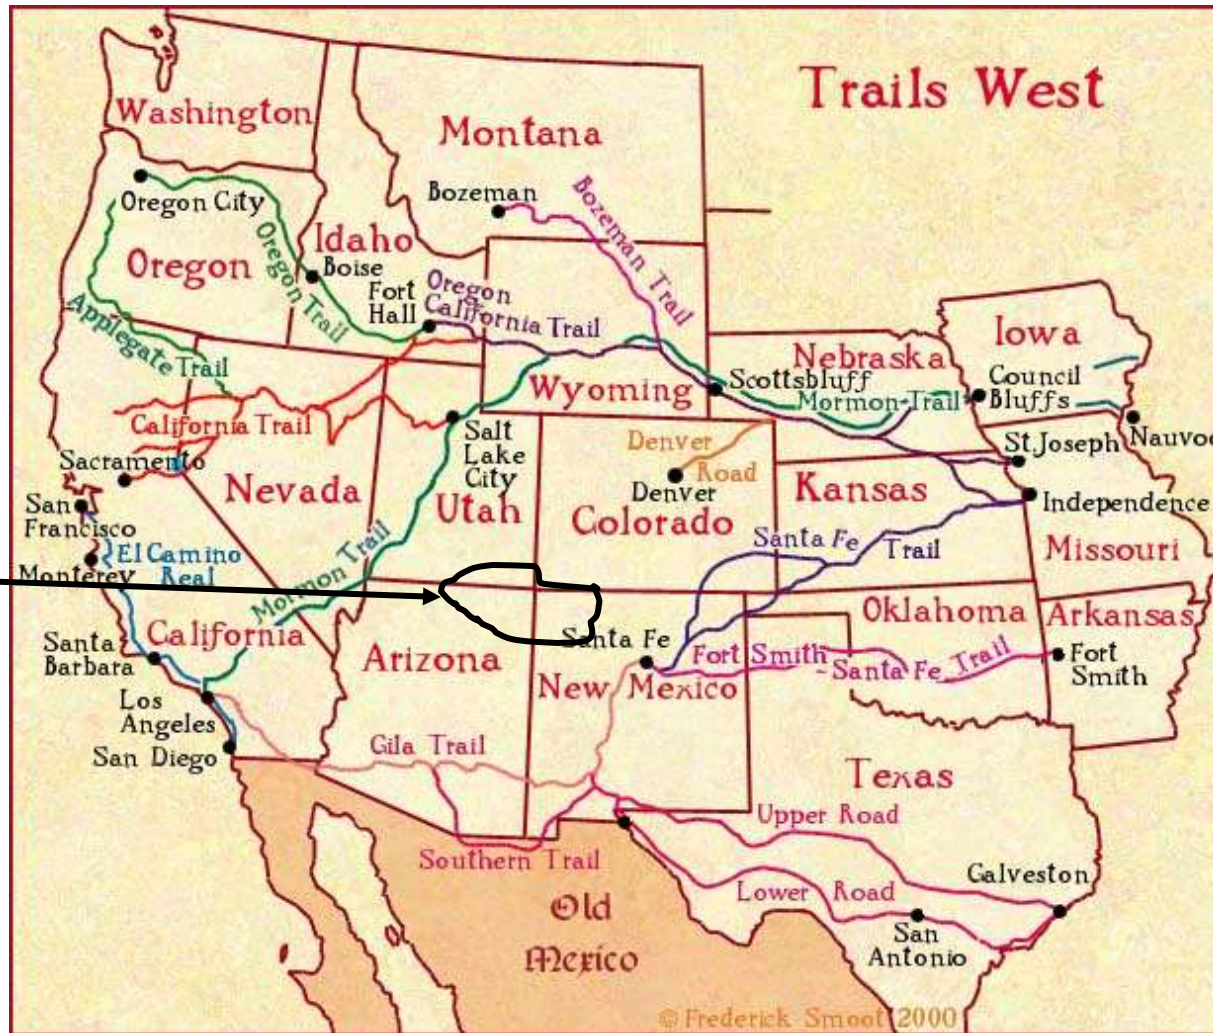 Trails West
Washington
Montana
Bozeman
Bozeman Trail
Oregon City
Oregon
Oregon Trail
Idaho
Boise
Fort
Hall
Oregon
California Trail
Applegate Trail
Iowa
Nebraska
Wyoming
Scottsbluff
Mormon-Trail
Council
Bluffs
California Trail
Salt
Lake
City
Denver
Road
Denver
St.Joseph
Nauvoo
Sacramento
Nevada
Utah
Colorado
Kansas
Independence
San
Francisco
El Camino
Real
Monterey
Mormon Trail
Santa Fe
Trail
Missouri
California
Oklahoma
Arkansas
Santa
Barbara
Arizona
Santa Fe
New
Mexico
Fort Smith
- Santa Fe Trail
Fort
Smith
Los
Angeles
San Diego
Gila Trail
Texas
Upper Road
Southern Trail
Lower Road
Galveston
San
Antonio
Old
Mexico
© Frederick Smoot 2000